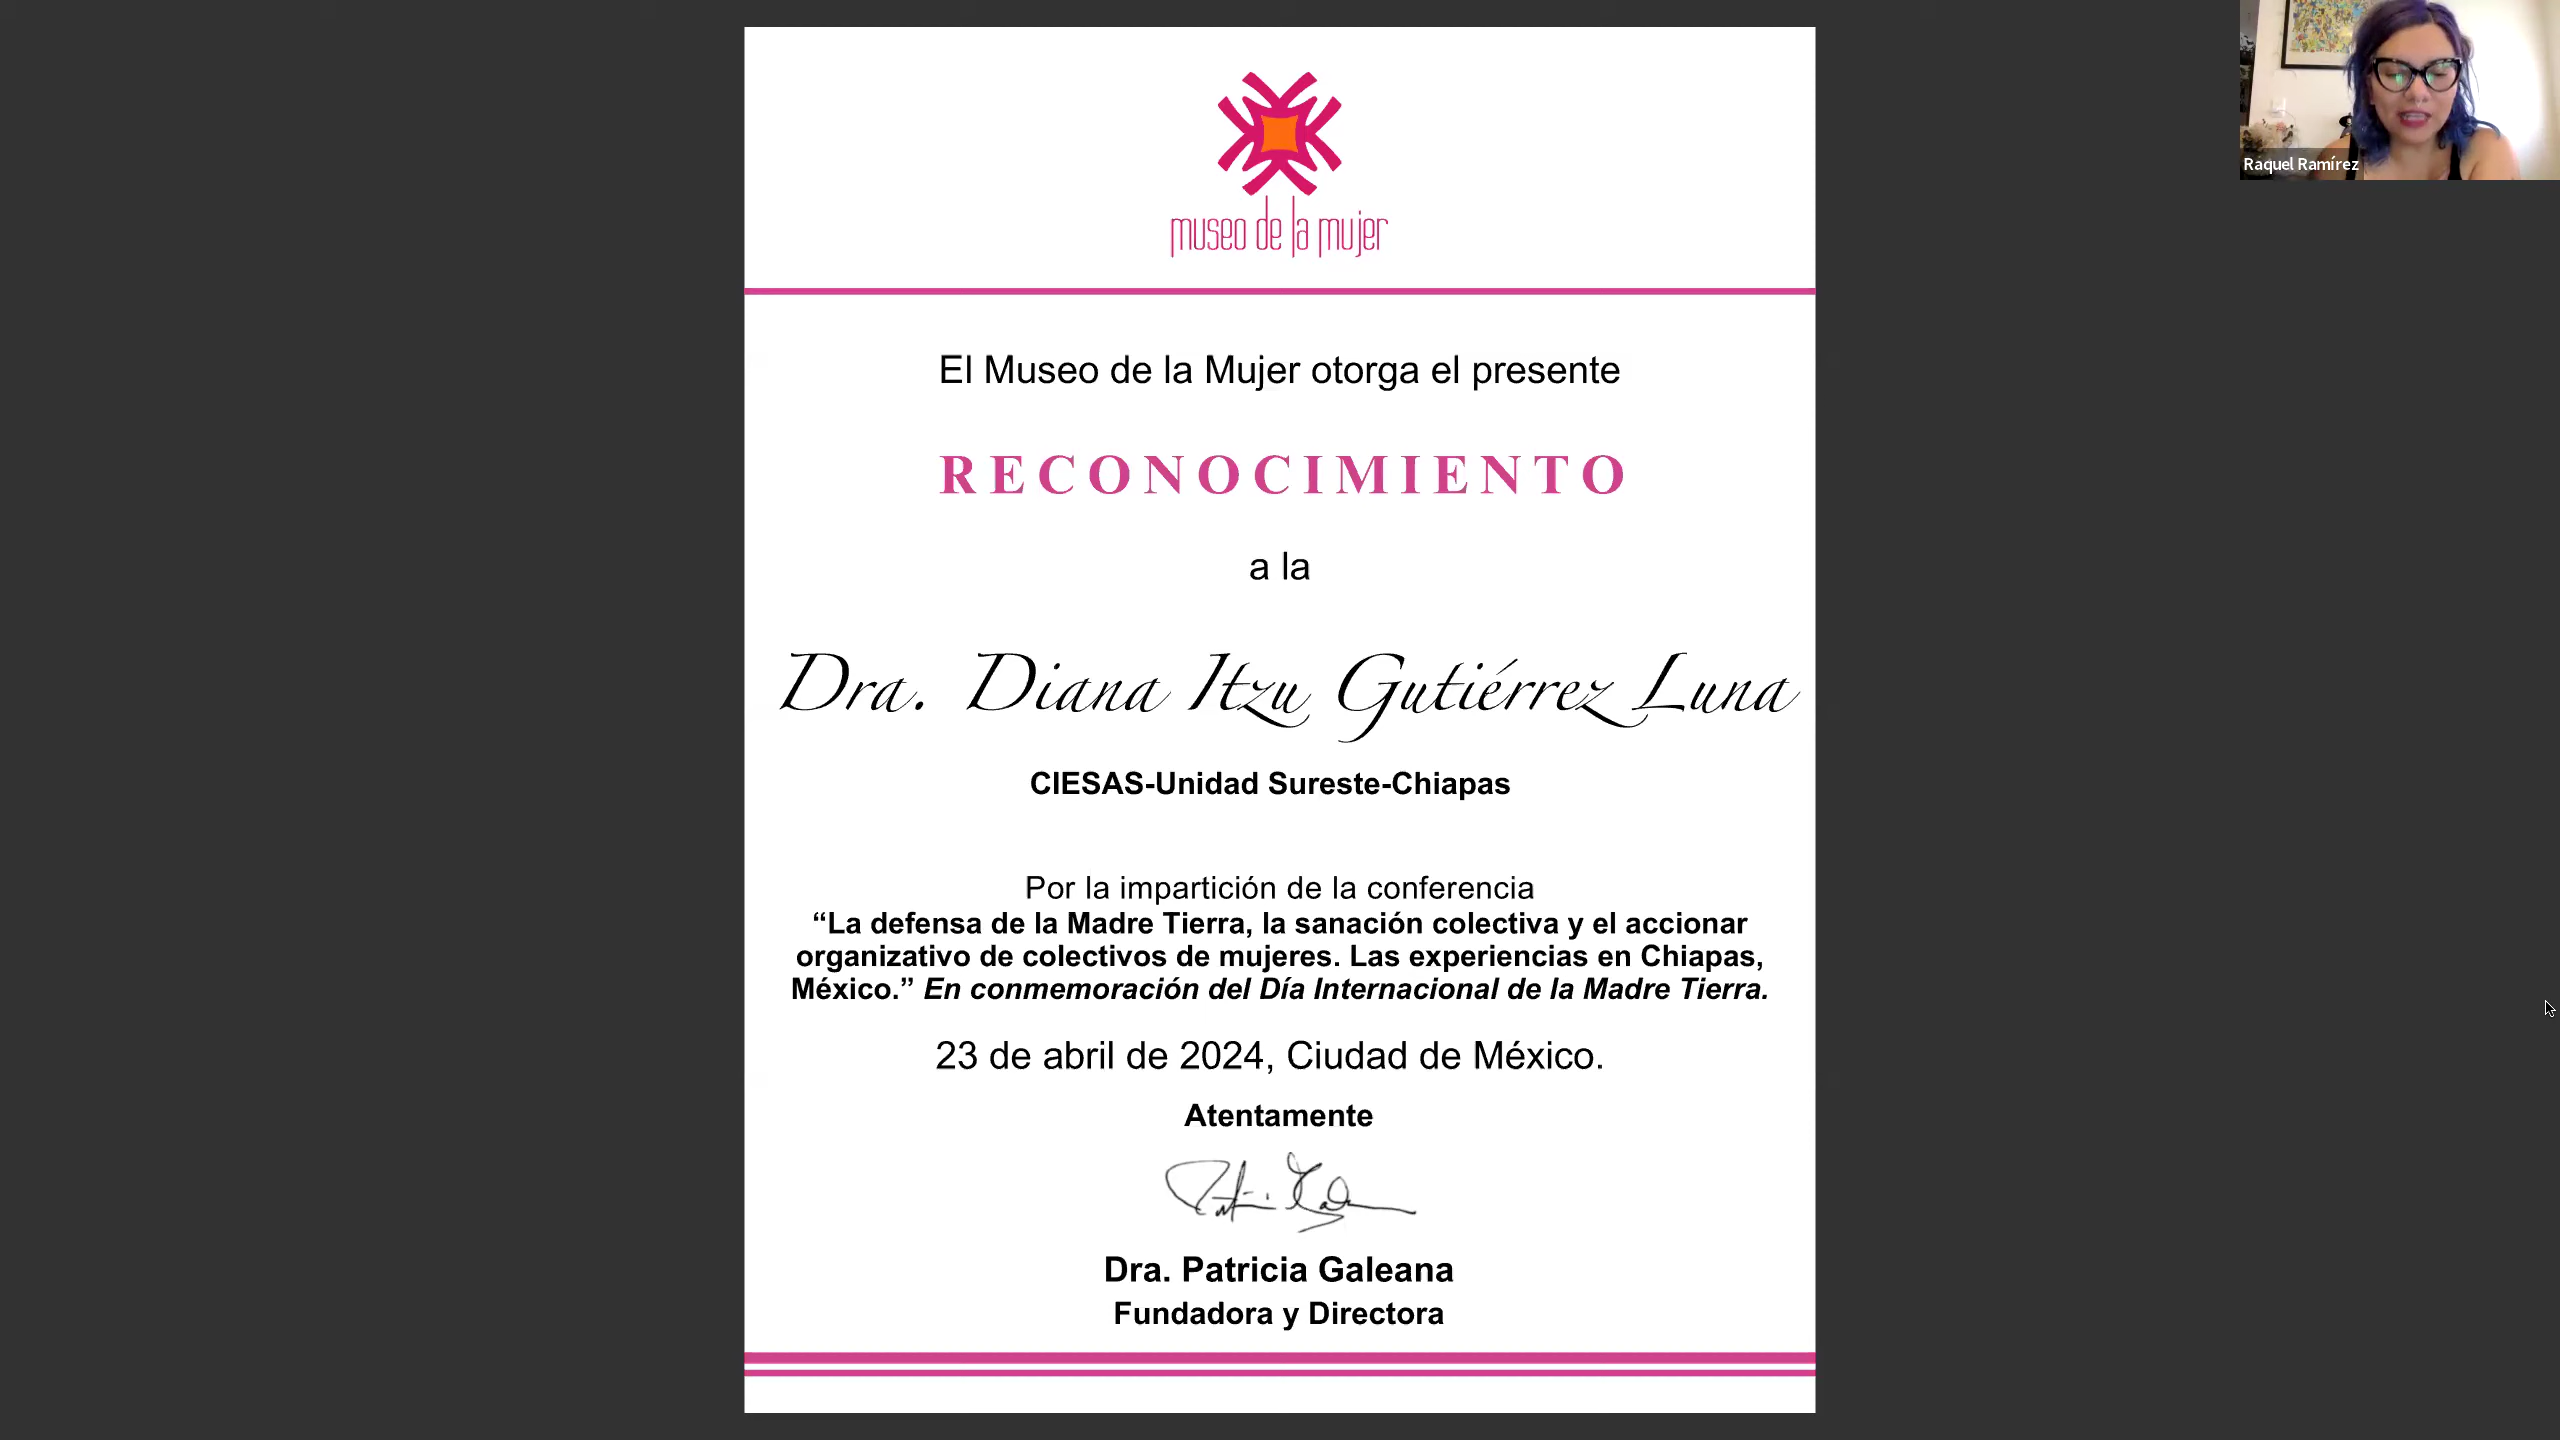 museo de la mujer
Raquel Ramírez
El Museo de la Mujer otorga el presente
RECONOCIMIENTO
a la
Dra. Diana Itzu Gutiérrez Luna
CIESAS-Unidad Sureste-Chiapas
Por la impartición de la conferencia
“La defensa de la Madre Tierra, la sanación colectiva y el accionar
organizativo de colectivos de mujeres. Las experiencias en Chiapas,
México.” En conmemoración del Día Internacional de la Madre Tierra.
23 de abril de 2024, Ciudad de México.
Atentamente
Dra. Patricia Galeana
Fundadora y Directora